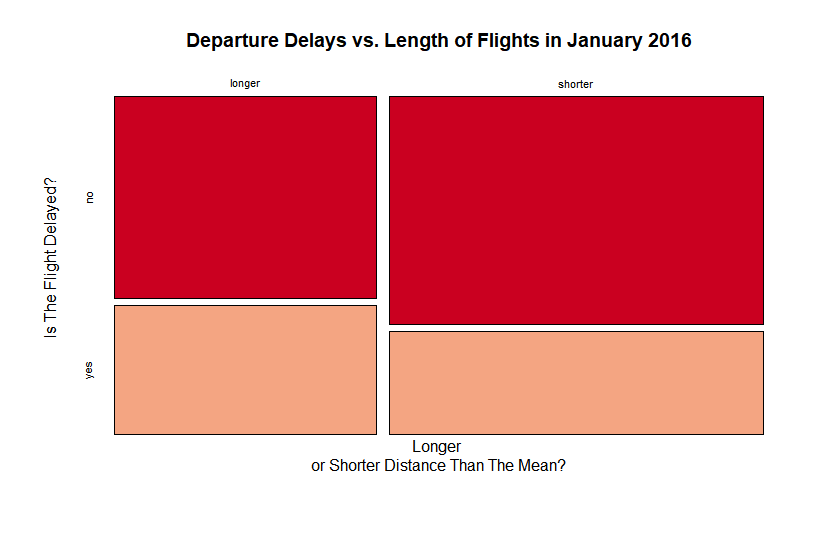 Departure Delays vs. Length of Flights in January 2016
longer
shorter
Is The Flight Delayed?
no
yes
Longer
or Shorter Distance Than The Mean?